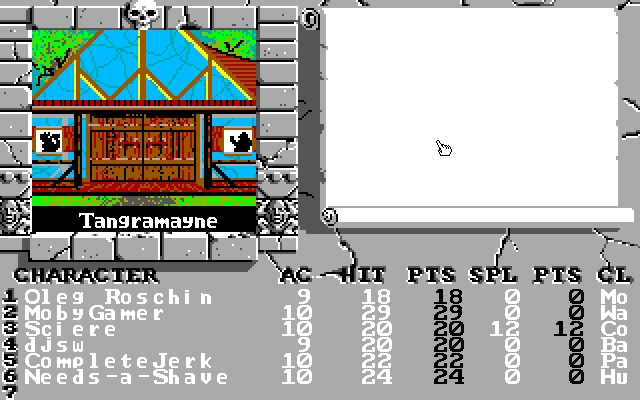 Tangramayne
CHARACTER AC HIT PTS SPL PTS CL
1 Oleg Roschin 9 18 18 0 0 Mo
2 MobyGamer 10 29 29 0 0 Wa
3 Sciere 10 20 20 12 12 Co
4 djsw 9 20 20 0 0 Ba
5 CompleteJerk 10 22 22 0 0 Pa
6 Needs-a-Shave 10 24 24 0 0 Hu
7